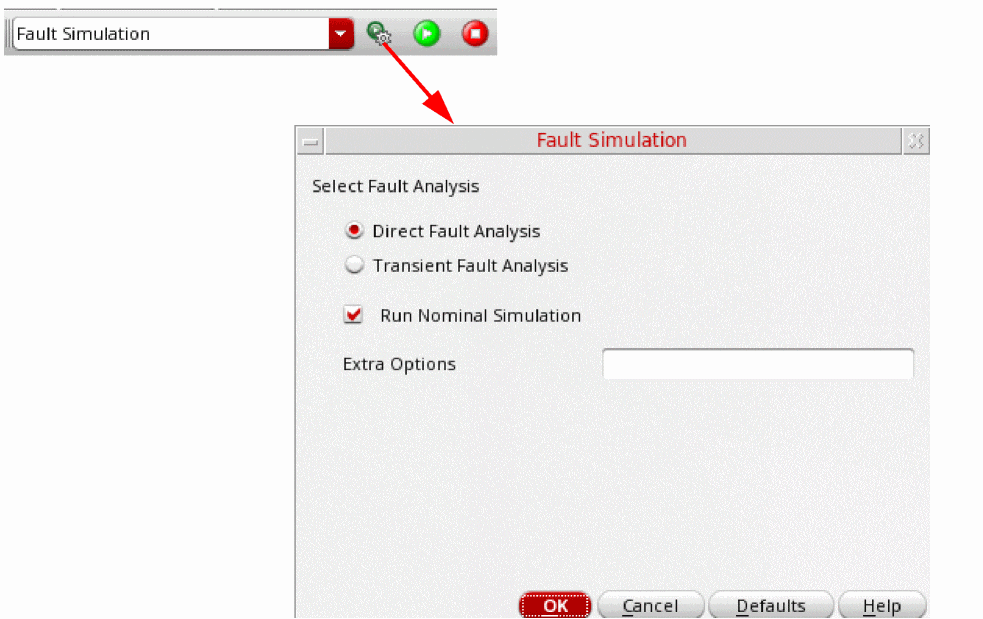 Fault Simulation
Fault Simulation
Select Fault Analysis
Direct Fault Analysis
Transient Fault Analysis
Run Nominal Simulation
Extra Options
OK Cancel Defaults Help